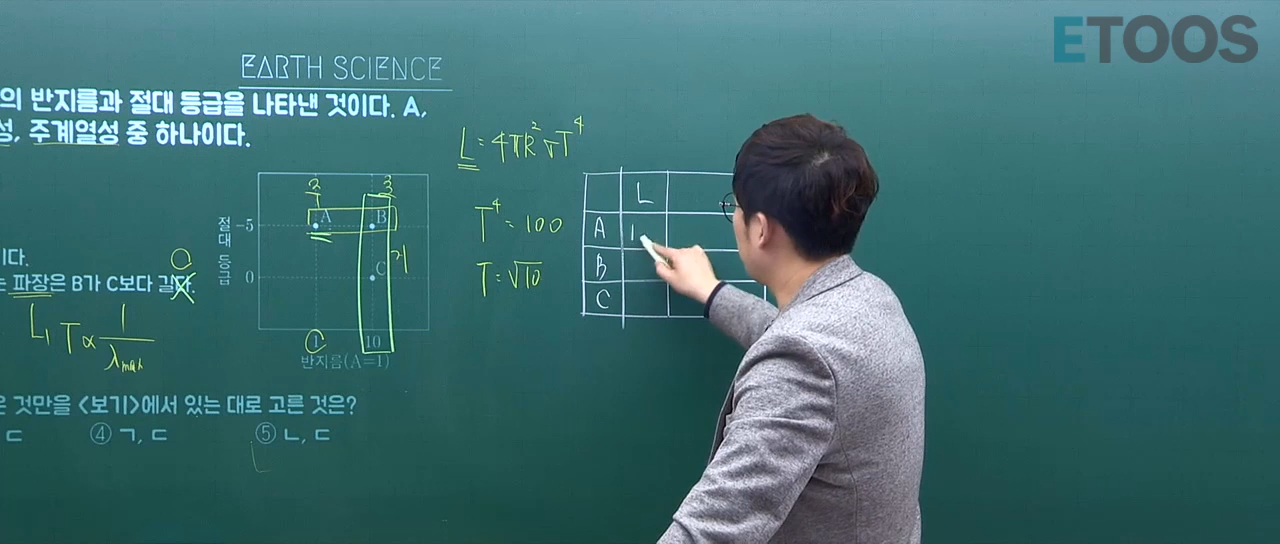 ETOOS
EARTH SCIENCE
의 반지름과 절대 등급을 나타낸 것이다. A,
성, 주계열성 중 하나이다.
L = 4πR²σT⁴
T⁴ = 100
T = √10
L
A 1
B
C
절대 등급
-5
0
A
B
C
1
10
반지름(A=1)
이다.
는 파장은 B가 C보다 길다.
T ∝ 1/λmax
은 것만을 <보기>에서 있는 대로 고른 것은?
ㄷ ④ ㄱ, ㄷ ⑤ ㄴ, ㄷ